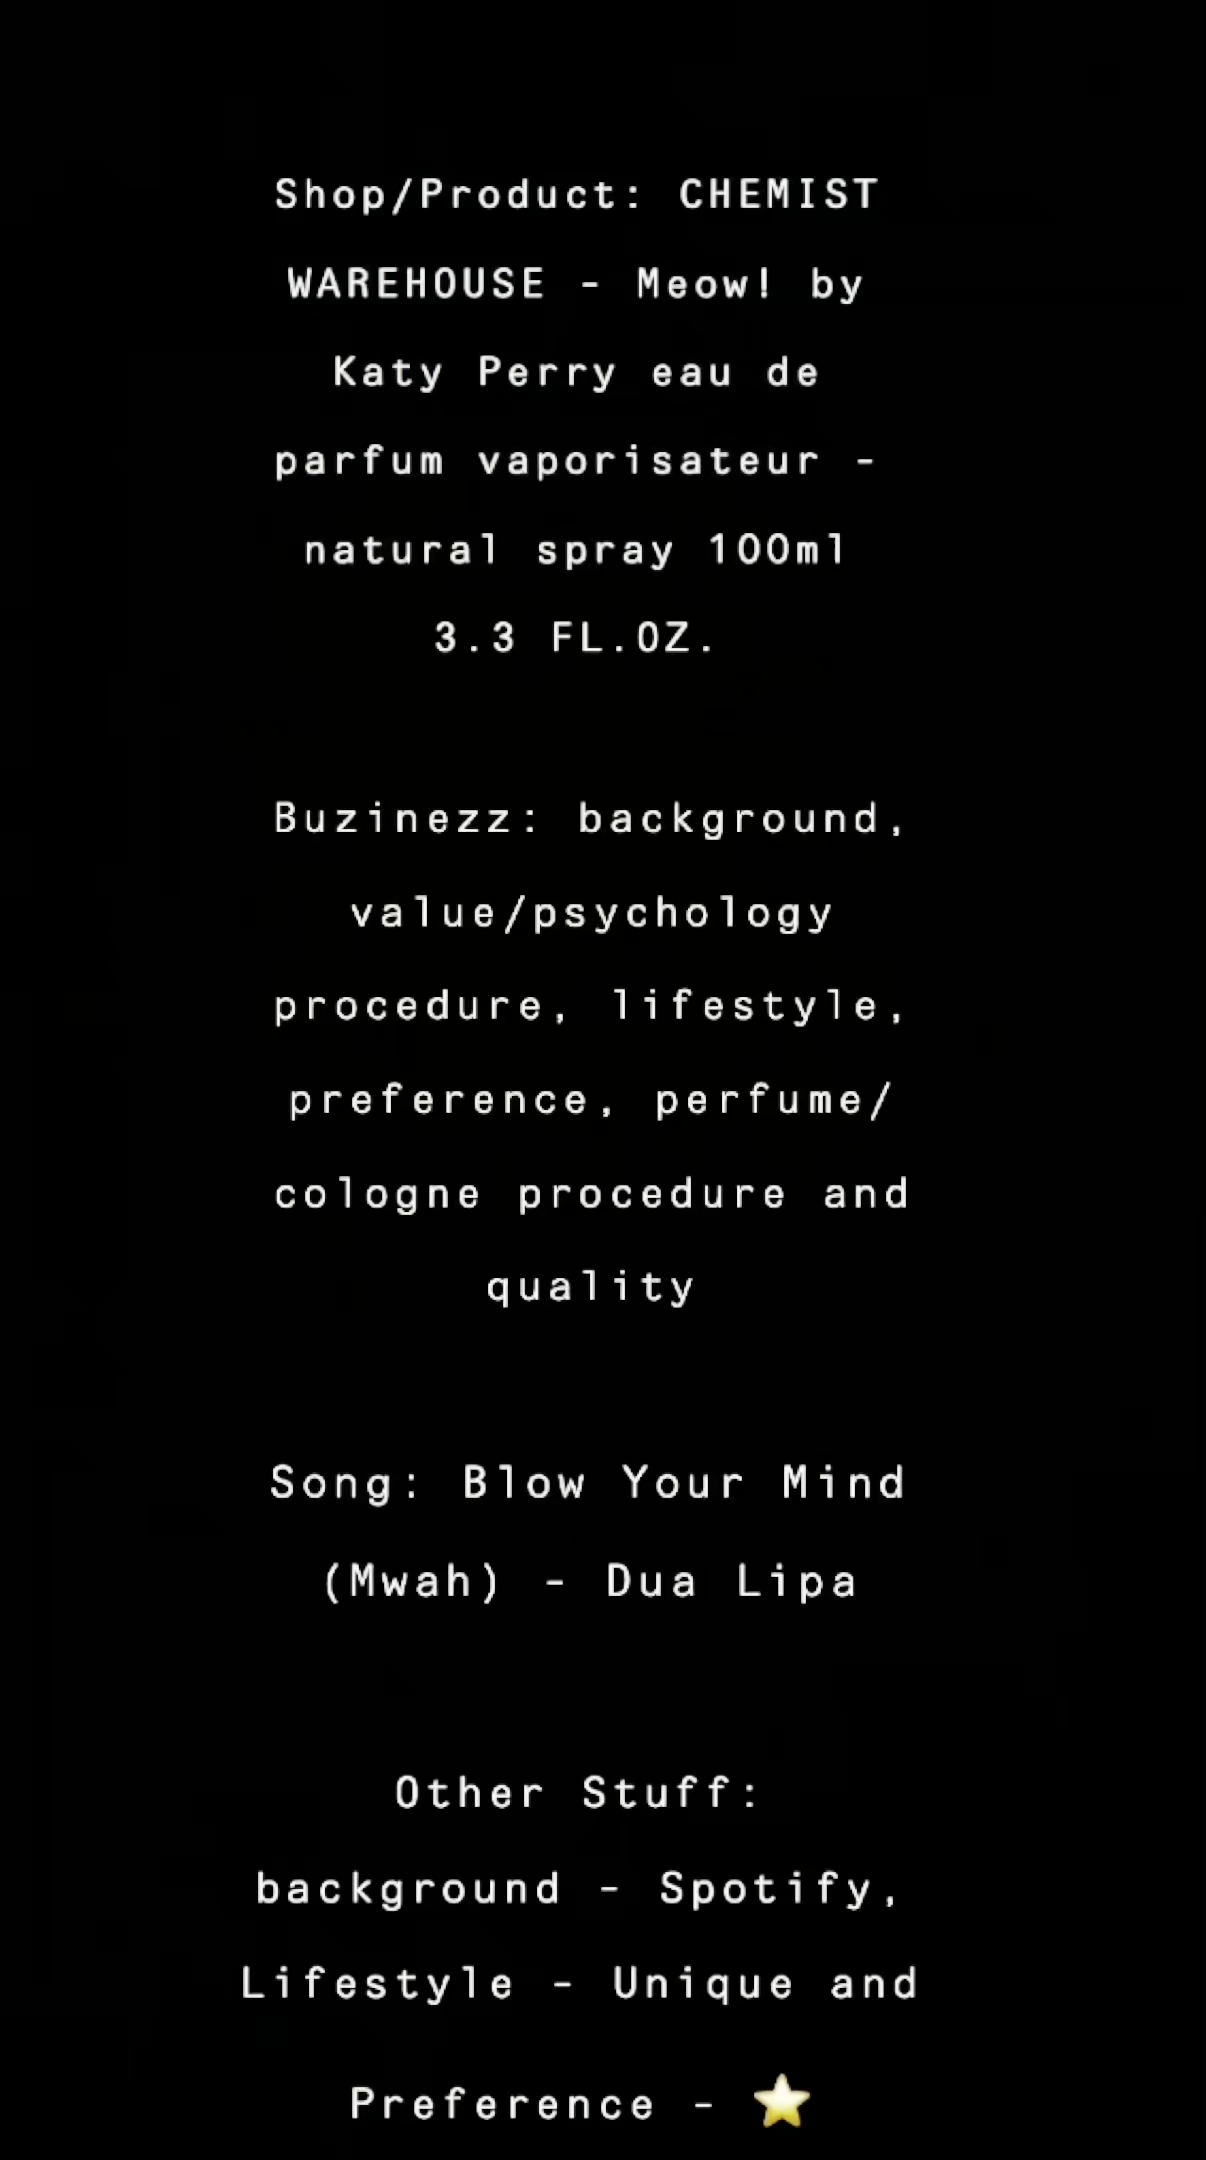 Shop/Product: CHEMIST
WAREHOUSE - Meow! by
Katy Perry eau de
parfum vaporisateur -
natural spray 100ml
3.3 FL.OZ.
Buzinezz: background,
value/psychology
procedure, lifestyle,
preference, perfume/
cologne procedure and
quality
Song: Blow Your Mind
(Mwah) - Dua Lipa
Other Stuff:
background - Spotify,
Lifestyle - Unique and
Preference - ⭐